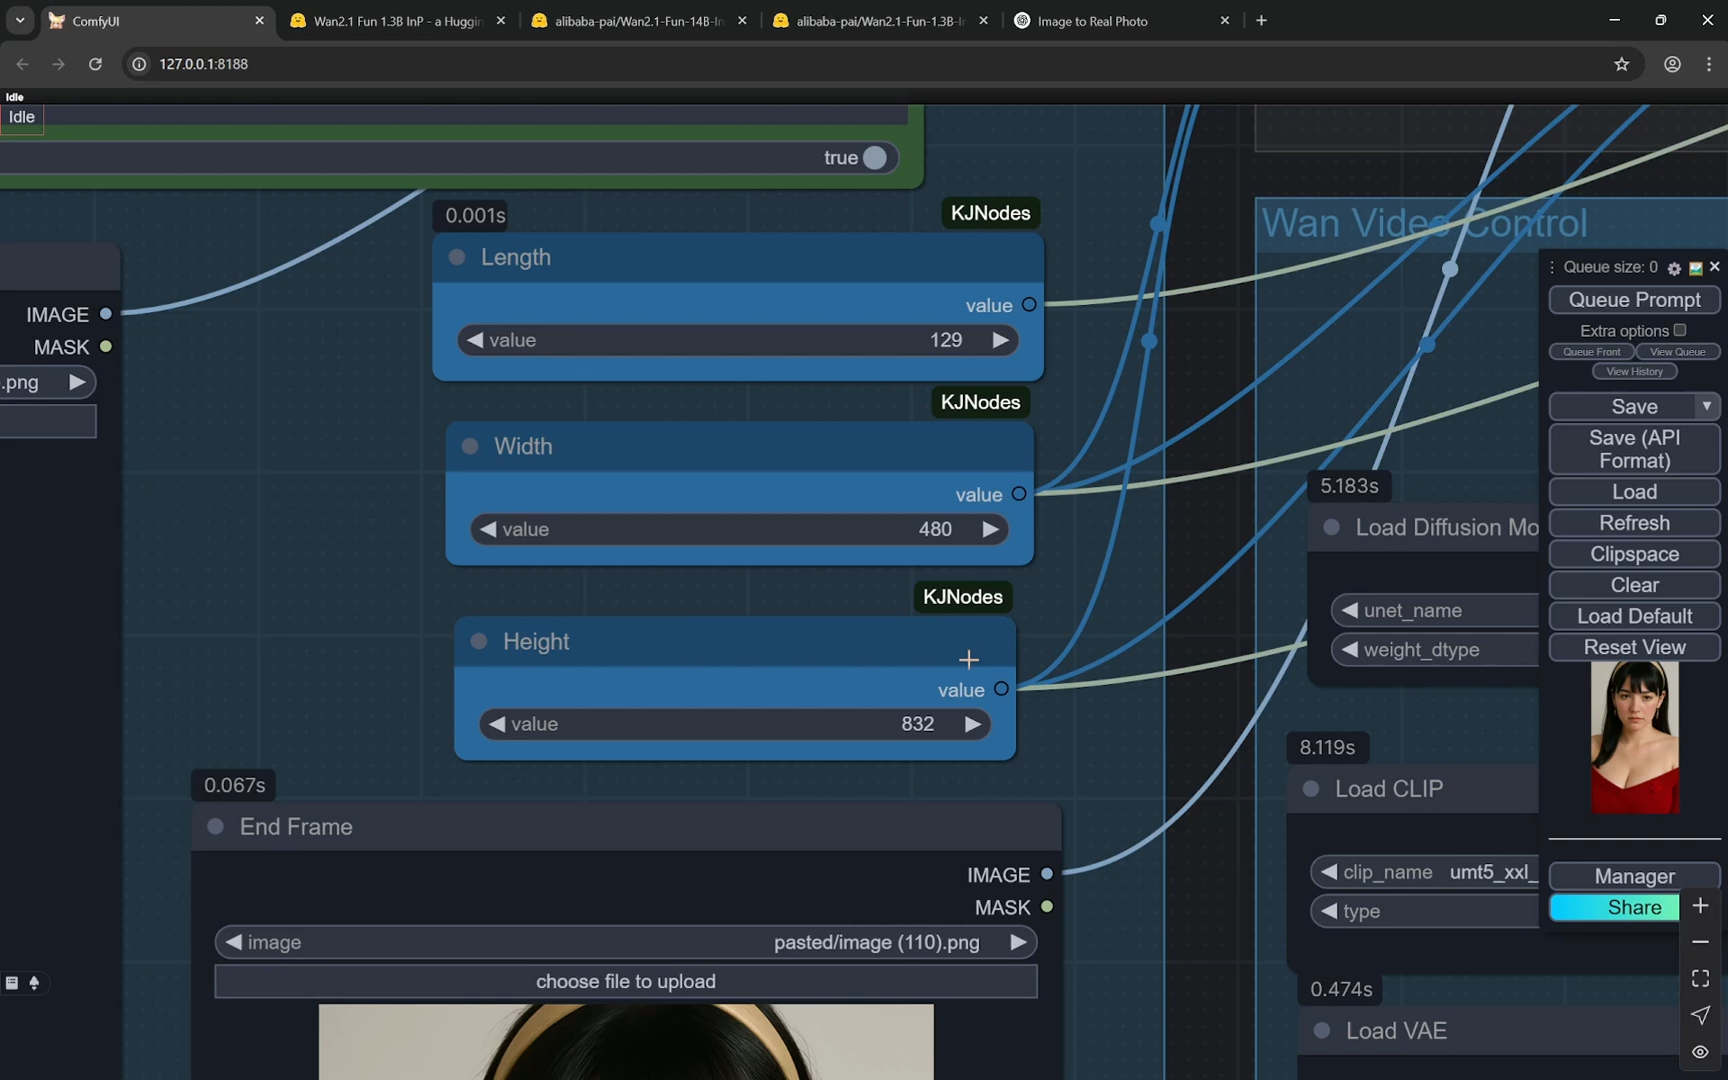 ComfyUI
Wan2.1 Fun 1.3B InP - a Huggin
alibaba-pai/Wan2.1-Fun-14B-In
alibaba-pai/Wan2.1-Fun-1.3B-In
Image to Real Photo
127.0.0.1:8188
Idle
Idle
true
0.001s
KJNodes
Length
value
value 129
KJNodes
Width
value
value 480
KJNodes
Height
value
value 832
IMAGE
MASK
.png
0.067s
End Frame
IMAGE
MASK
image pasted/image (110).png
choose file to upload
Wan Video Control
5.183s
Load Diffusion Mo
unet_name
weight_dtype
8.119s
Load CLIP
clip_name umt5_xxl_
type
0.474s
Load VAE
Queue size: 0
Queue Prompt
Extra options
Queue Front
View Queue
View History
Save
Save (API
Format)
Load
Refresh
Clipspace
Clear
Load Default
Reset View
Manager
Share